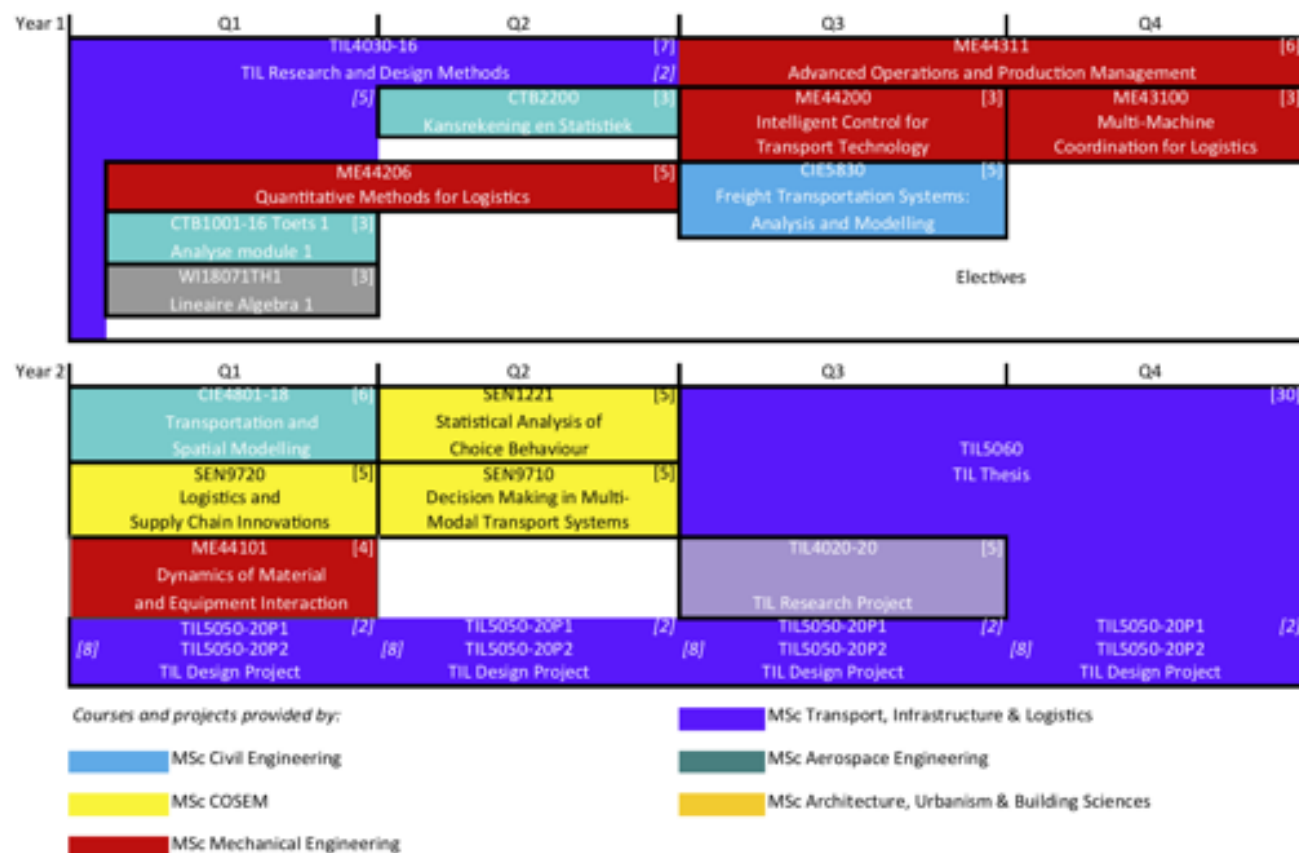 Year 1 Q1 Q2 Q3 Q4
TIL4030-16 [7]
TIL Research and Design Methods [2]
[5]
ME44311 [6]
Advanced Operations and Production Management
CTB2200 [3]
Kansrekening en Statistiek
ME44200 [3]
Intelligent Control for
Transport Technology
ME43100 [3]
Multi-Machine
Coordination for Logistics
ME44206 [5]
Quantitative Methods for Logistics
CIE5830 [5]
Freight Transportation Systems:
Analysis and Modelling
CTB1001-16 Toets 1 [3]
Analyse module 1
WI1807TH1 [3]
Lineaire Algebra 1
Electives
Year 2 Q1 Q2 Q3 Q4
CIE4801-18 [6]
Transportation and
Spatial Modelling
SEN1221 [5]
Statistical Analysis of
Choice Behaviour
[30]
TIL5060
TIL Thesis
SEN9720 [5]
Logistics and
Supply Chain Innovations
SEN9710 [5]
Decision Making in Multi-
Modal Transport Systems
ME44101 [4]
Dynamics of Material
and Equipment Interaction
TIL4020-20 [5]
TIL Research Project
TIL5050-20P1 [2]
[8] TIL5050-20P2
TIL Design Project
TIL5050-20P1 [2]
[8] TIL5050-20P2
TIL Design Project
TIL5050-20P1 [2]
[8] TIL5050-20P2
TIL Design Project
TIL5050-20P1 [2]
[8] TIL5050-20P2
TIL Design Project
Courses and projects provided by:
MSc Transport, Infrastructure & Logistics
MSc Civil Engineering
MSc Aerospace Engineering
MSc COSEM
MSc Architecture, Urbanism & Building Sciences
MSc Mechanical Engineering